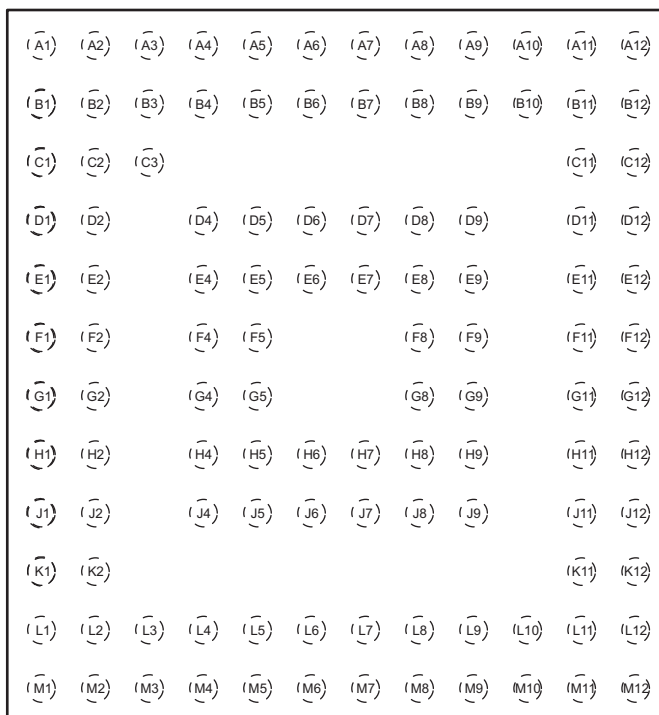 A1 A2 A3 A4 A5 A6 A7 A8 A9 A10 A11 A12
B1 B2 B3 B4 B5 B6 B7 B8 B9 B10 B11 B12
C1 C2 C3 C11 C12
D1 D2 D4 D5 D6 D7 D8 D9 D11 D12
E1 E2 E4 E5 E6 E7 E8 E9 E11 E12
F1 F2 F4 F5 F8 F9 F11 F12
G1 G2 G4 G5 G8 G9 G11 G12
H1 H2 H4 H5 H6 H7 H8 H9 H11 H12
J1 J2 J4 J5 J6 J7 J8 J9 J11 J12
K1 K2 K11 K12
L1 L2 L3 L4 L5 L6 L7 L8 L9 L10 L11 L12
M1 M2 M3 M4 M5 M6 M7 M8 M9 M10 M11 M12